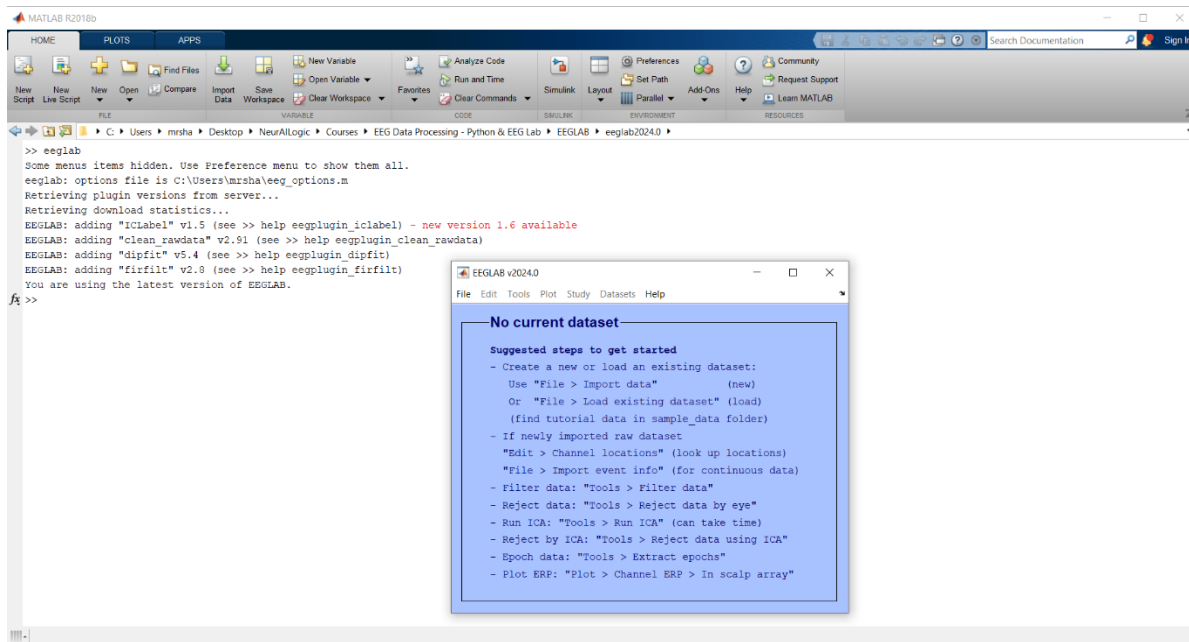 MATLAB R2018b
HOME PLOTS APPS
Search Documentation
Sign In
New Script
New Live Script
New
Open
Find Files
Compare
Import Data
Save Workspace
New Variable
Open Variable
Clear Workspace
Favorites
Analyze Code
Run and Time
Clear Commands
Simulink
Layout
Preferences
Set Path
Parallel
Add-Ons
Help
Community
Request Support
Learn MATLAB
FILE VARIABLE CODE SIMULINK ENVIRONMENT RESOURCES
C: Users mrsha Desktop NeurAILogic Courses EEG Data Processing - Python & EEG Lab EEGLAB eeglab2024.0
>> eeglab
Some menus items hidden. Use Preference menu to show them all.
eeglab: options file is C:\Users\mrsha\eeg_options.m
Retrieving plugin versions from server...
Retrieving download statistics...
EEGLAB: adding "ICLabel" v1.5 (see >> help eegplugin_iclabel) - new version 1.6 available
EEGLAB: adding "clean_rawdata" v2.91 (see >> help eegplugin_clean_rawdata)
EEGLAB: adding "dipfit" v5.4 (see >> help eegplugin_dipfit)
EEGLAB: adding "firfilt" v2.8 (see >> help eegplugin_firfilt)
You are using the latest version of EEGLAB.
fx >>
EEGLAB v2024.0
File Edit Tools Plot Study Datasets Help
No current dataset
Suggested steps to get started
- Create a new or load an existing dataset:
Use "File > Import data" (new)
Or "File > Load existing dataset" (load)
(find tutorial data in sample_data folder)
- If newly imported raw dataset
"Edit > Channel locations" (look up locations)
"File > Import event info" (for continuous data)
- Filter data: "Tools > Filter data"
- Reject data: "Tools > Reject data by eye"
- Run ICA: "Tools > Run ICA" (can take time)
- Reject by ICA: "Tools > Reject data using ICA"
- Epoch data: "Tools > Extract epochs"
- Plot ERP: "Plot > Channel ERP > In scalp array"